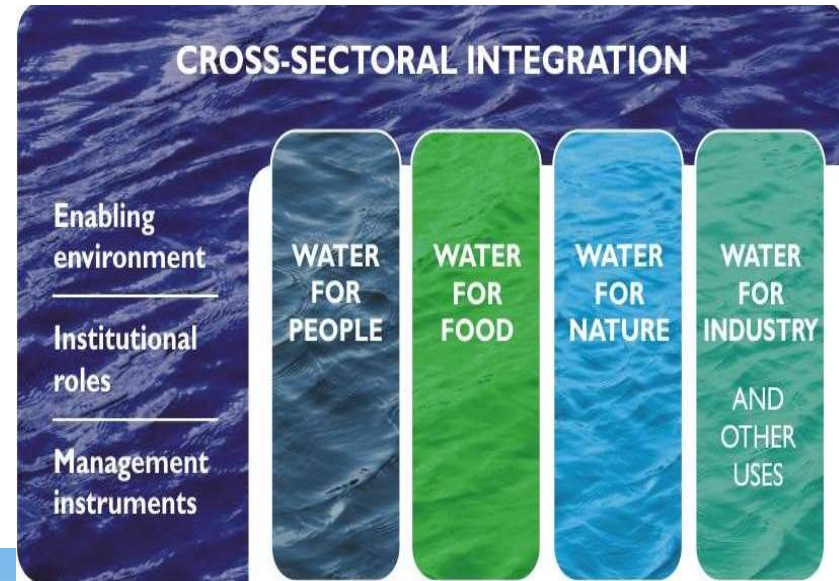 CROSS-SECTORAL INTEGRATION
Enabling
environment
Institutional
roles
Management
instruments
WATER
FOR
PEOPLE
WATER
FOR
FOOD
WATER
FOR
NATURE
WATER
FOR
INDUSTRY
AND
OTHER
USES